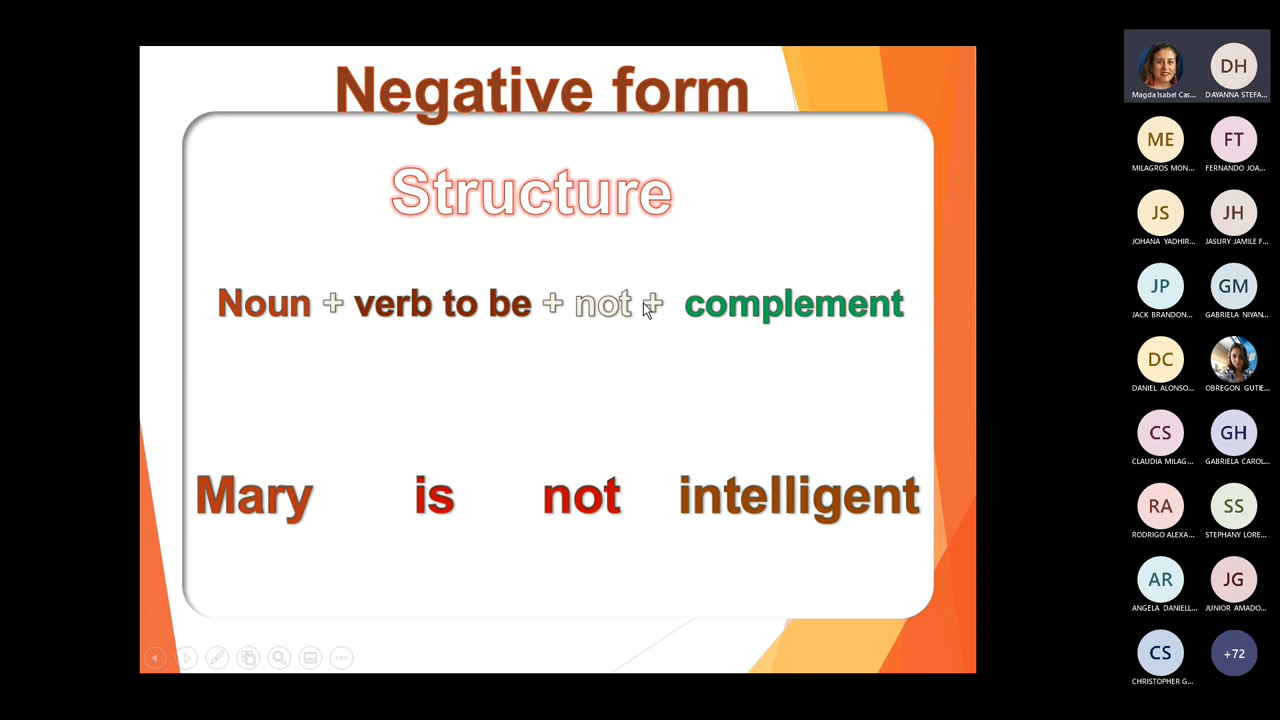 Negative form
Structure
Noun + verb to be + not + complement
Mary is not intelligent
DH
Magda Isabel Cas...
DAYANNA STEFA...
ME
FT
MILAGROS MON...
FERNANDO JOA...
JS
JH
JOHANA YADHIR...
JASURY JAMILE F...
JP
GM
JACK BRANDON...
GABRIELA NIYAN...
DC
DANIEL ALONSO...
OBREGON GUTIE...
CS
GH
CLAUDIA MILAG...
GABRIELA CAROL...
RA
SS
RODRIGO ALEXA...
STEPHANY LORE...
AR
JG
ANGELA DANIELL...
JUNIOR AMADO...
CS
+72
CHRISTOPHER G...